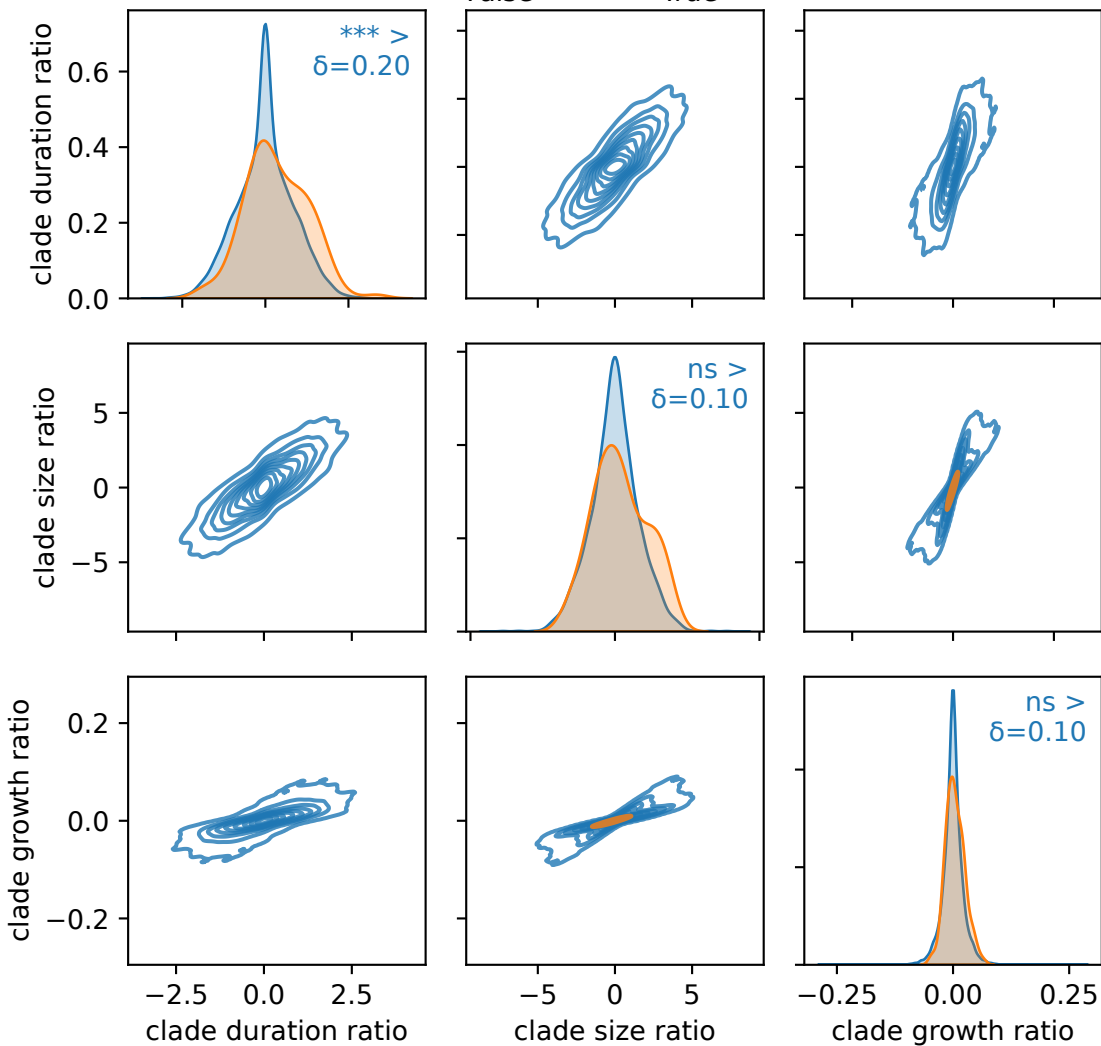 True
*** >
δ=0.20
clade duration ratio
0.6
0.4
0.2
0.0
ns >
δ=0.10
clade size ratio
5
0
−5
ns >
δ=0.10
clade growth ratio
0.2
0.0
−0.2
−2.5 0.0 2.5
−5 0 5
−0.25 0.00 0.25
clade duration ratio
clade size ratio
clade growth ratio